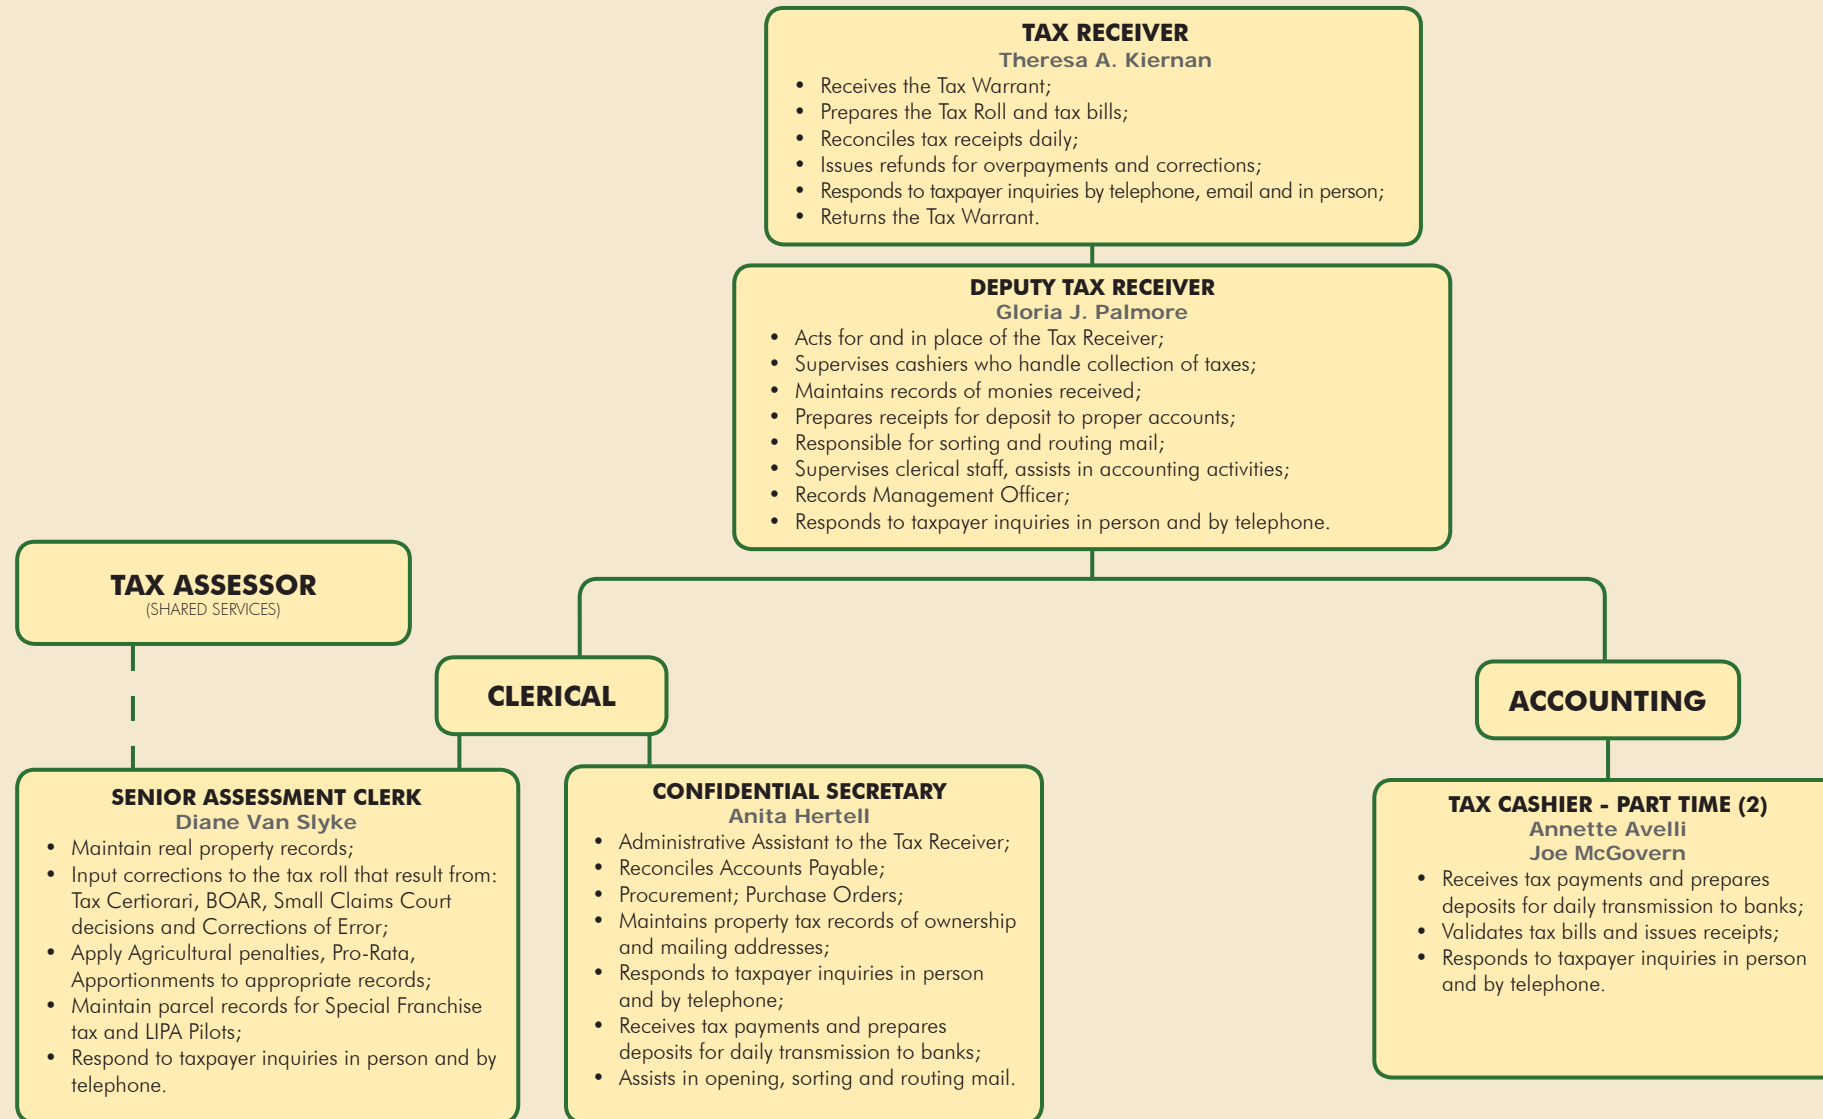 TAX RECEIVER
Theresa A. Kiernan
• Receives the Tax Warrant;
• Prepares the Tax Roll and tax bills;
• Reconciles tax receipts daily;
• Issues refunds for overpayments and corrections;
• Responds to taxpayer inquiries by telephone, email and in person;
• Returns the Tax Warrant.
DEPUTY TAX RECEIVER
Gloria J. Palmore
• Acts for and in place of the Tax Receiver;
• Supervises cashiers who handle collection of taxes;
• Maintains records of monies received;
• Prepares receipts for deposit to proper accounts;
• Responsible for sorting and routing mail;
• Supervises clerical staff, assists in accounting activities;
• Records Management Officer;
• Responds to taxpayer inquiries in person and by telephone.
TAX ASSESSOR
(SHARED SERVICES)
CLERICAL
ACCOUNTING
SENIOR ASSESSMENT CLERK
Diane Van Slyke
• Maintain real property records;
• Input corrections to the tax roll that result from:
Tax Certiorari, BOAR, Small Claims Court
decisions and Corrections of Error;
• Apply Agricultural penalties, Pro-Rata,
Apportionments to appropriate records;
• Maintain parcel records for Special Franchise
tax and LIPA Pilots;
• Respond to taxpayer inquiries in person and by
telephone.
CONFIDENTIAL SECRETARY
Anita Hertell
• Administrative Assistant to the Tax Receiver;
• Reconciles Accounts Payable;
• Procurement; Purchase Orders;
• Maintains property tax records of ownership
and mailing addresses;
• Responds to taxpayer inquiries in person
and by telephone;
• Receives tax payments and prepares
deposits for daily transmission to banks;
• Assists in opening, sorting and routing mail.
TAX CASHIER - PART TIME (2)
Annette Avelli
Joe McGovern
• Receives tax payments and prepares
deposits for daily transmission to banks;
• Validates tax bills and issues receipts;
• Responds to taxpayer inquiries in person
and by telephone.